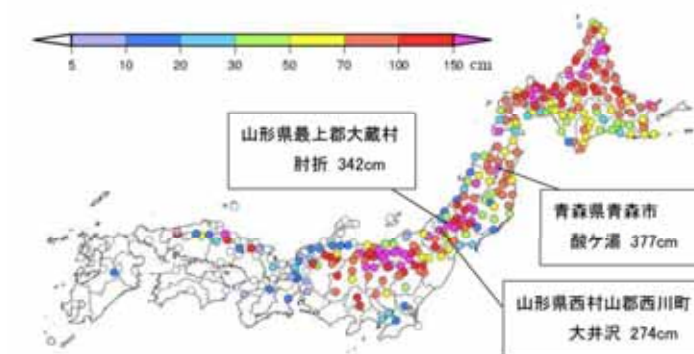 5 10 20 30 50 70 100 150 cm
山形県最上郡大蔵村
肘折 342cm
青森県青森市
酸ケ湯 377cm
山形県西村山郡西川町
大井沢 274cm